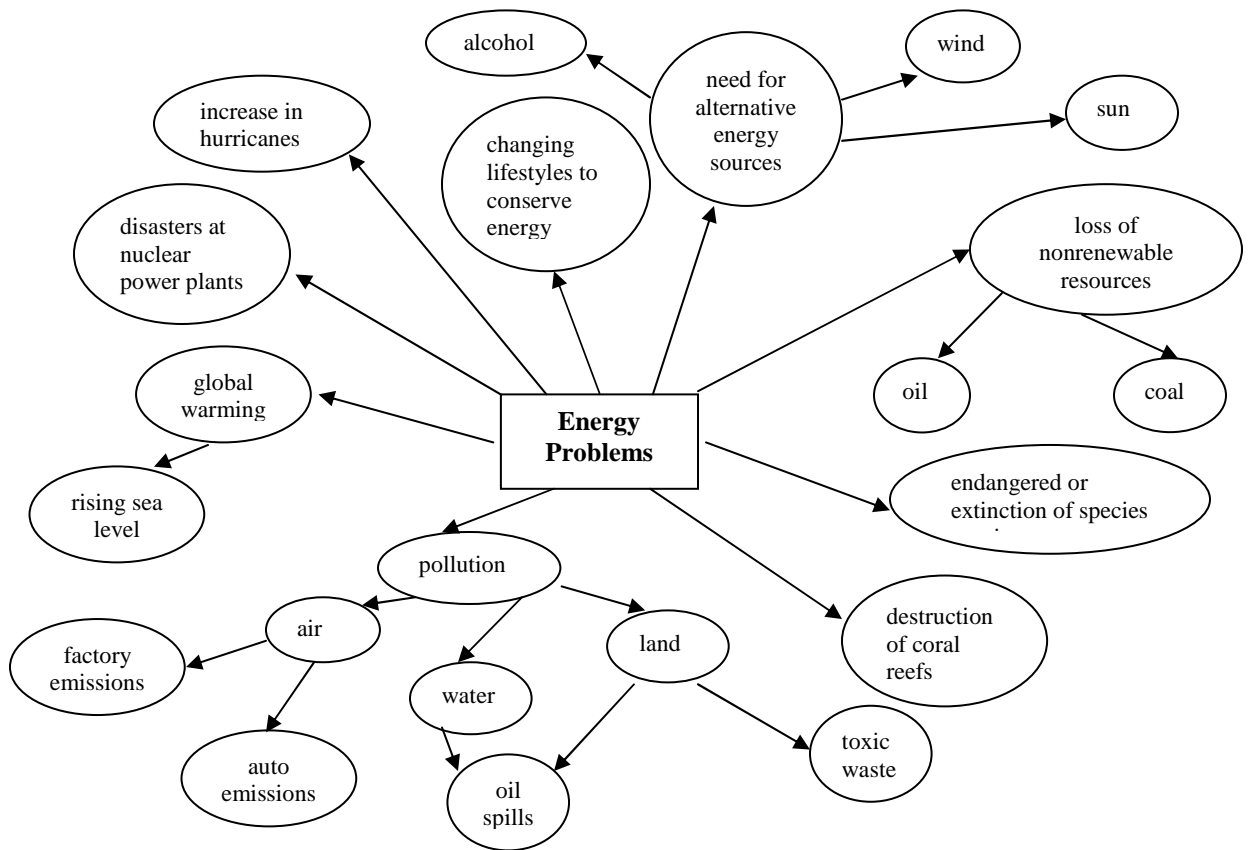 alcohol
wind
need for
alternative
energy
sources
sun
increase in
hurricanes
changing
lifestyles to
conserve
energy
disasters at
nuclear
power plants
loss of
nonrenewable
resources
global
warming
oil
coal
Energy
Problems
rising sea
level
endangered or
extinction of species
pollution
air
land
destruction
of coral
reefs
factory
emissions
water
toxic
waste
auto
emissions
oil
spills